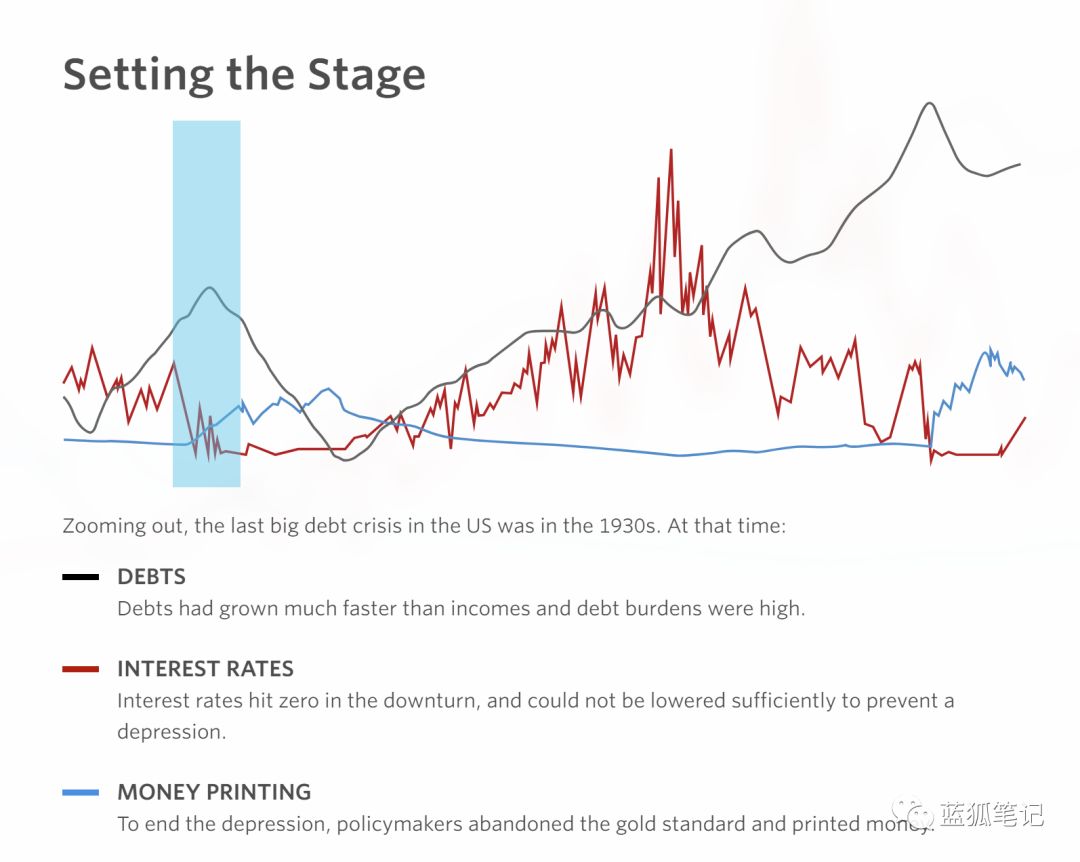 Setting the Stage
Zooming out, the last big debt crisis in the US was in the 1930s. At that time:
DEBTS
Debts had grown much faster than incomes and debt burdens were high.
INTEREST RATES
Interest rates hit zero in the downturn, and could not be lowered sufficiently to prevent a
depression.
MONEY PRINTING
To end the depression, policymakers abandoned the gold standard and printed money.
蓝狐笔记